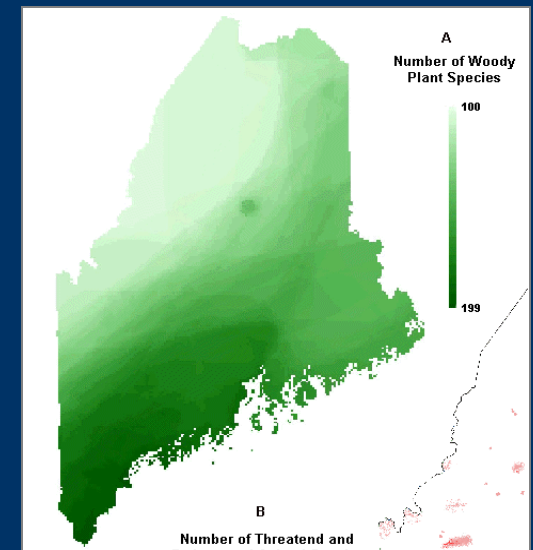 A
Number of Woody
Plant Species
100
199
B
Number of Threatend and